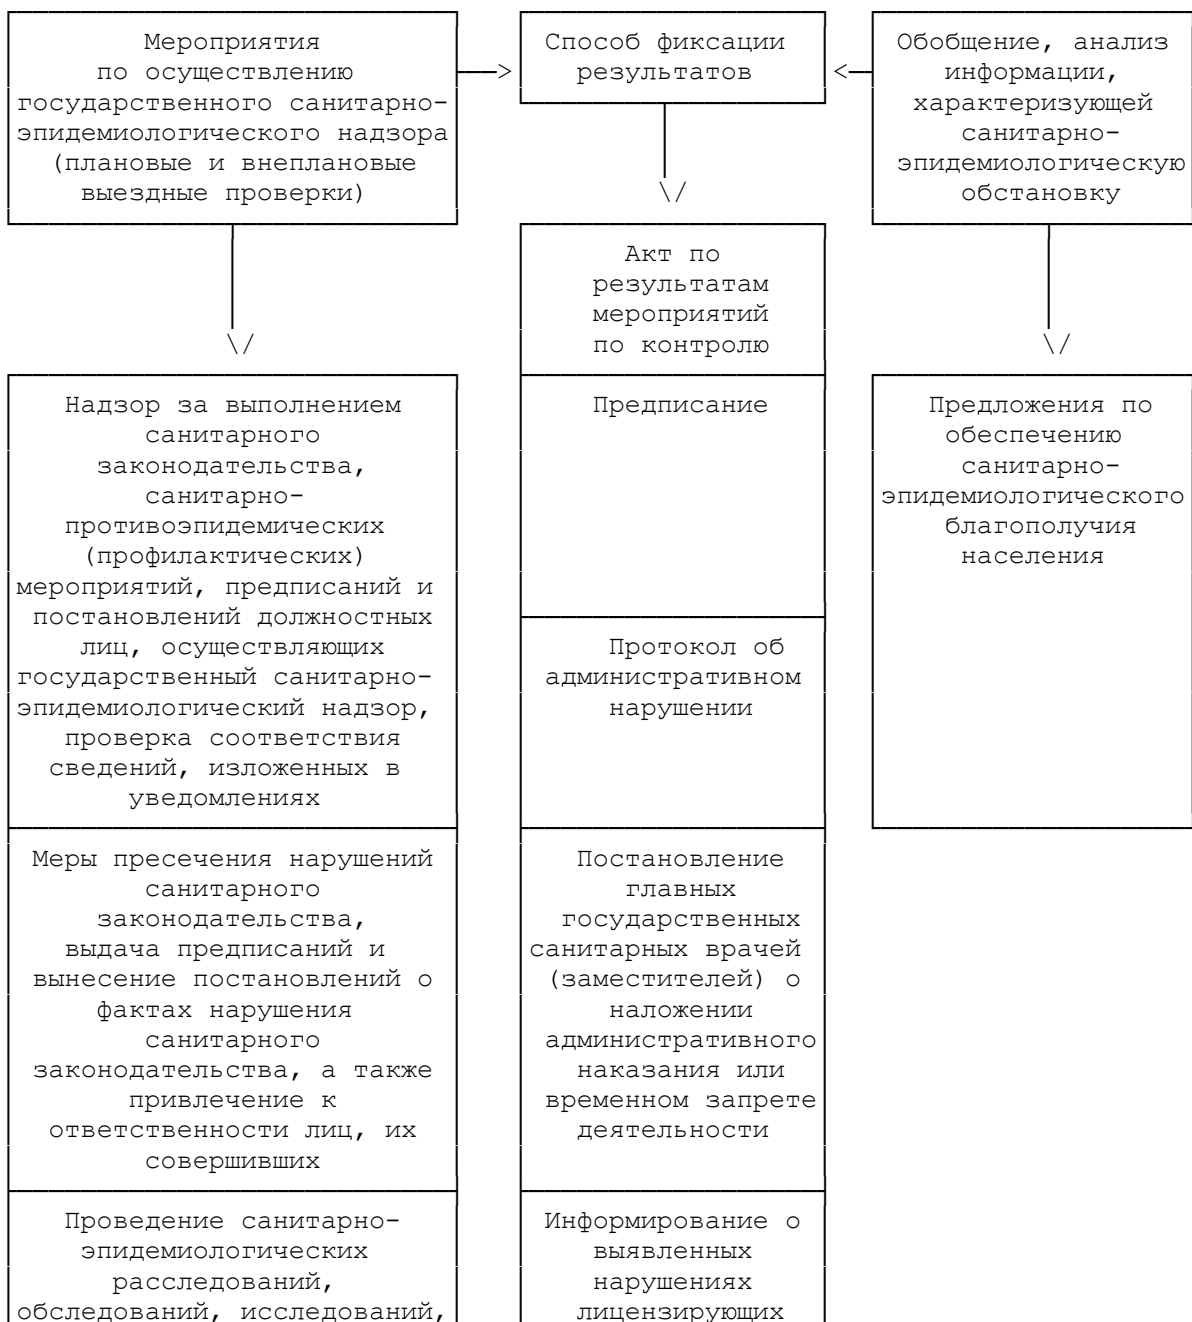 Мероприятия
по осуществлению
государственного санитарно-
эпидемиологического надзора
(плановые и внеплановые
выездные проверки)
Способ фиксации
результатов
Обобщение, анализ
информации,
характеризующей
санитарно-
эпидемиологическую
обстановку
Акт по
результатам
мероприятий
по контролю
Надзор за выполнением
санитарного
законодательства,
санитарно-
противоэпидемических
(профилактических)
мероприятий, предписаний и
постановлений должностных
лиц, осуществляющих
государственный санитарно-
эпидемиологический надзор,
проверка соответствия
сведений, изложенных в
уведомлениях
Предписание
Предложения по
обеспечению
санитарно-
эпидемиологического
благополучия
населения
Протокол об
административном
нарушении
Меры пресечения нарушений
санитарного
законодательства,
выдача предписаний и
вынесение постановлений о
фактах нарушения
санитарного
законодательства, а также
привлечение к
ответственности лиц, их
совершивших
Постановление
главных
государственных
санитарных врачей
(заместителей) о
наложении
административного
наказания или
временном запрете
деятельности
Проведение санитарно-
эпидемиологических
расследований,
обследований, исследований,
Информирование о
выявленных
нарушениях
лицензирующих